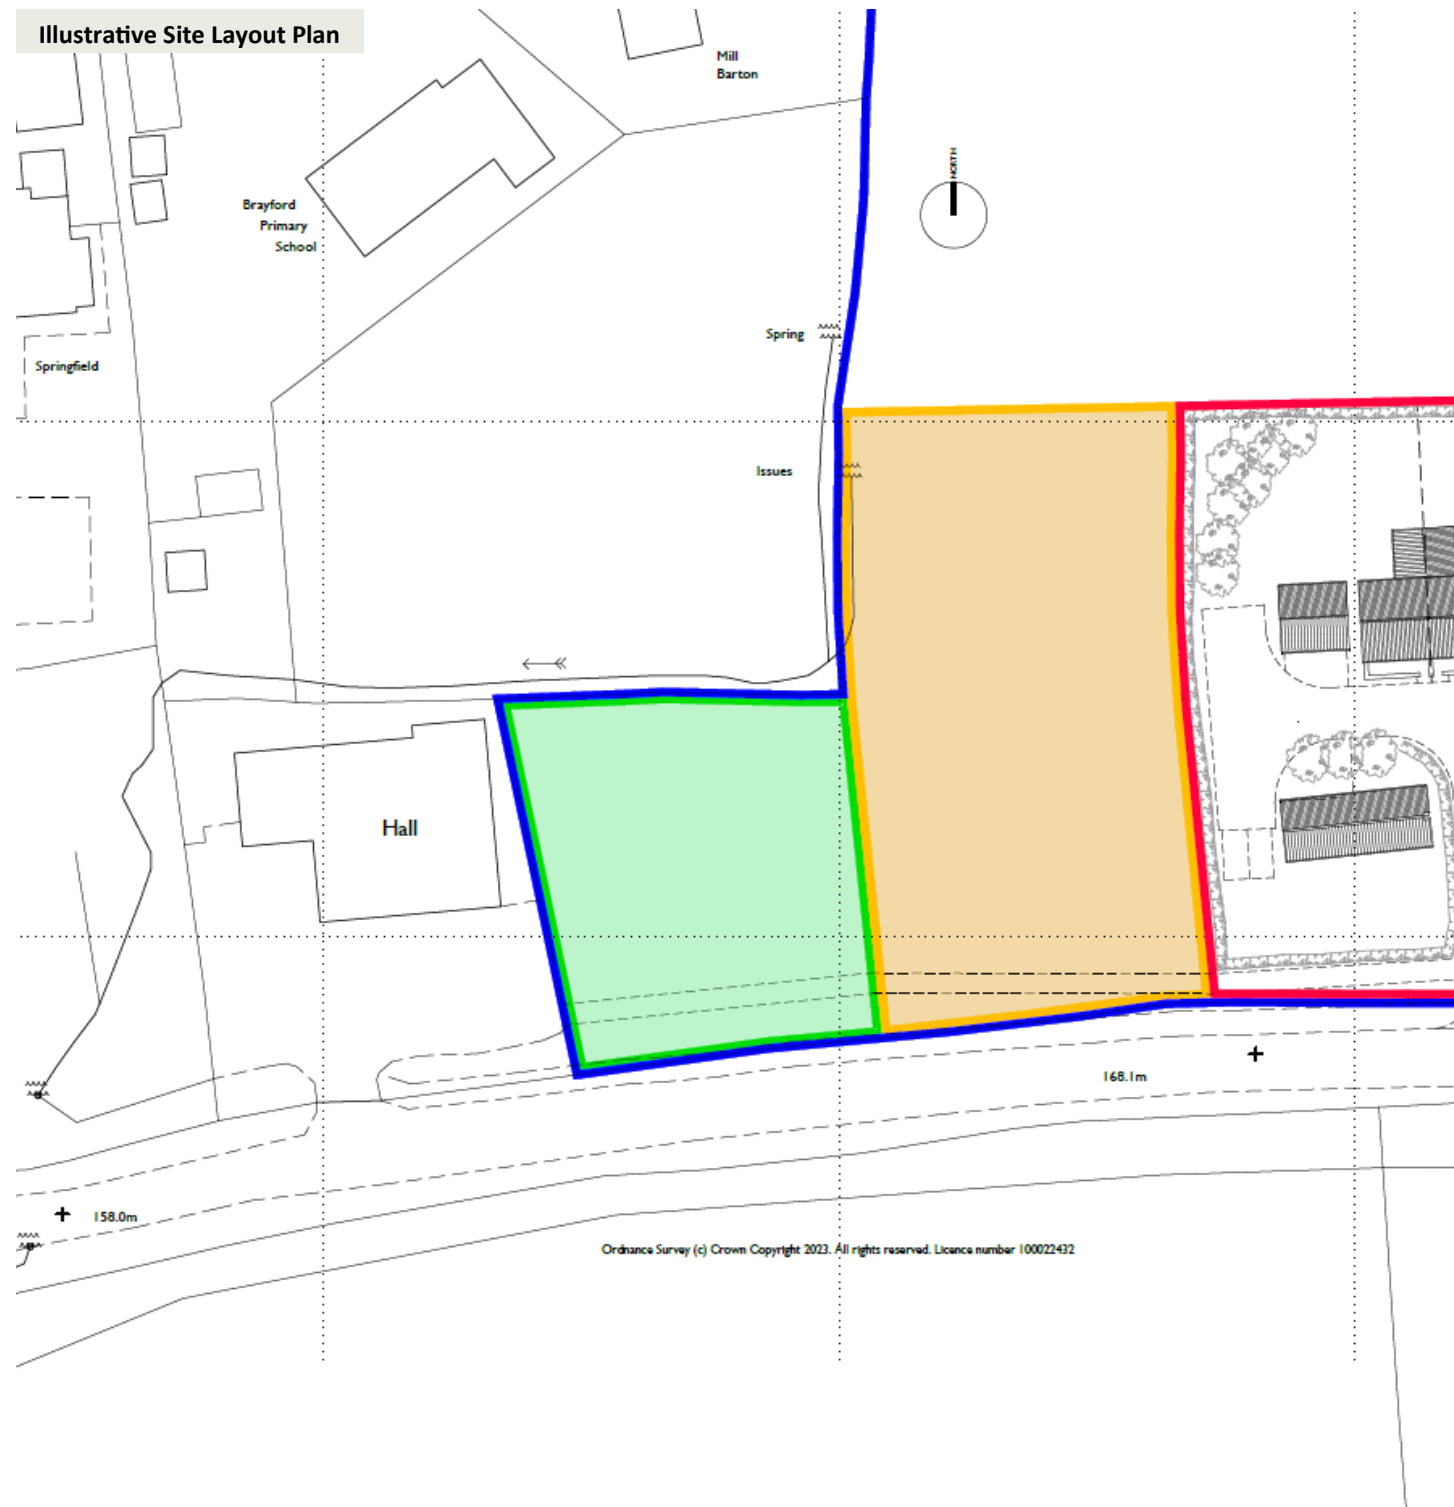 Illustrative Site Layout Plan
Mill
Barton
NORTH
Brayford
Primary
School
Spring
Springfield
Issues
Hall
168.1m
158.0m
Ordnance Survey (c) Crown Copyright 2023. All rights reserved. Licence number 100022432